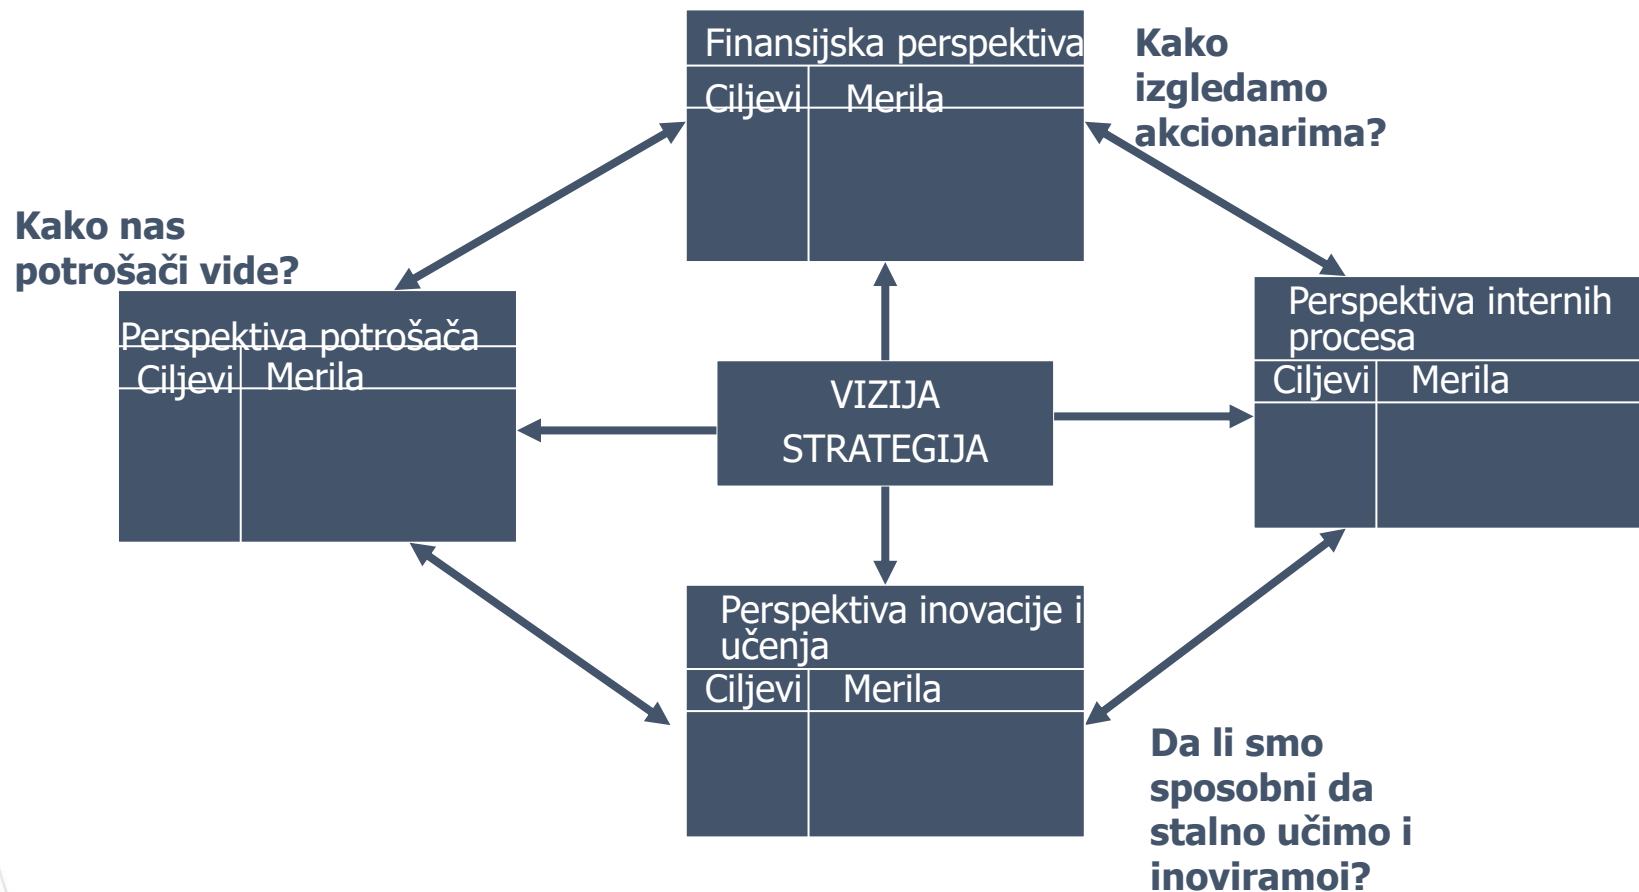 Finansijska perspektiva
Ciljevi Merila
Kako
izgledamo
akcionarima?
Kako nas
potrošači vide?
Perspektiva potrošača
Ciljevi Merila
VIZIJA
STRATEGIJA
Perspektiva internih
procesa
Ciljevi Merila
Perspektiva inovacije i
učenja
Ciljevi Merila
Da li smo
sposobni da
stalno učimo i
inoviramoi?